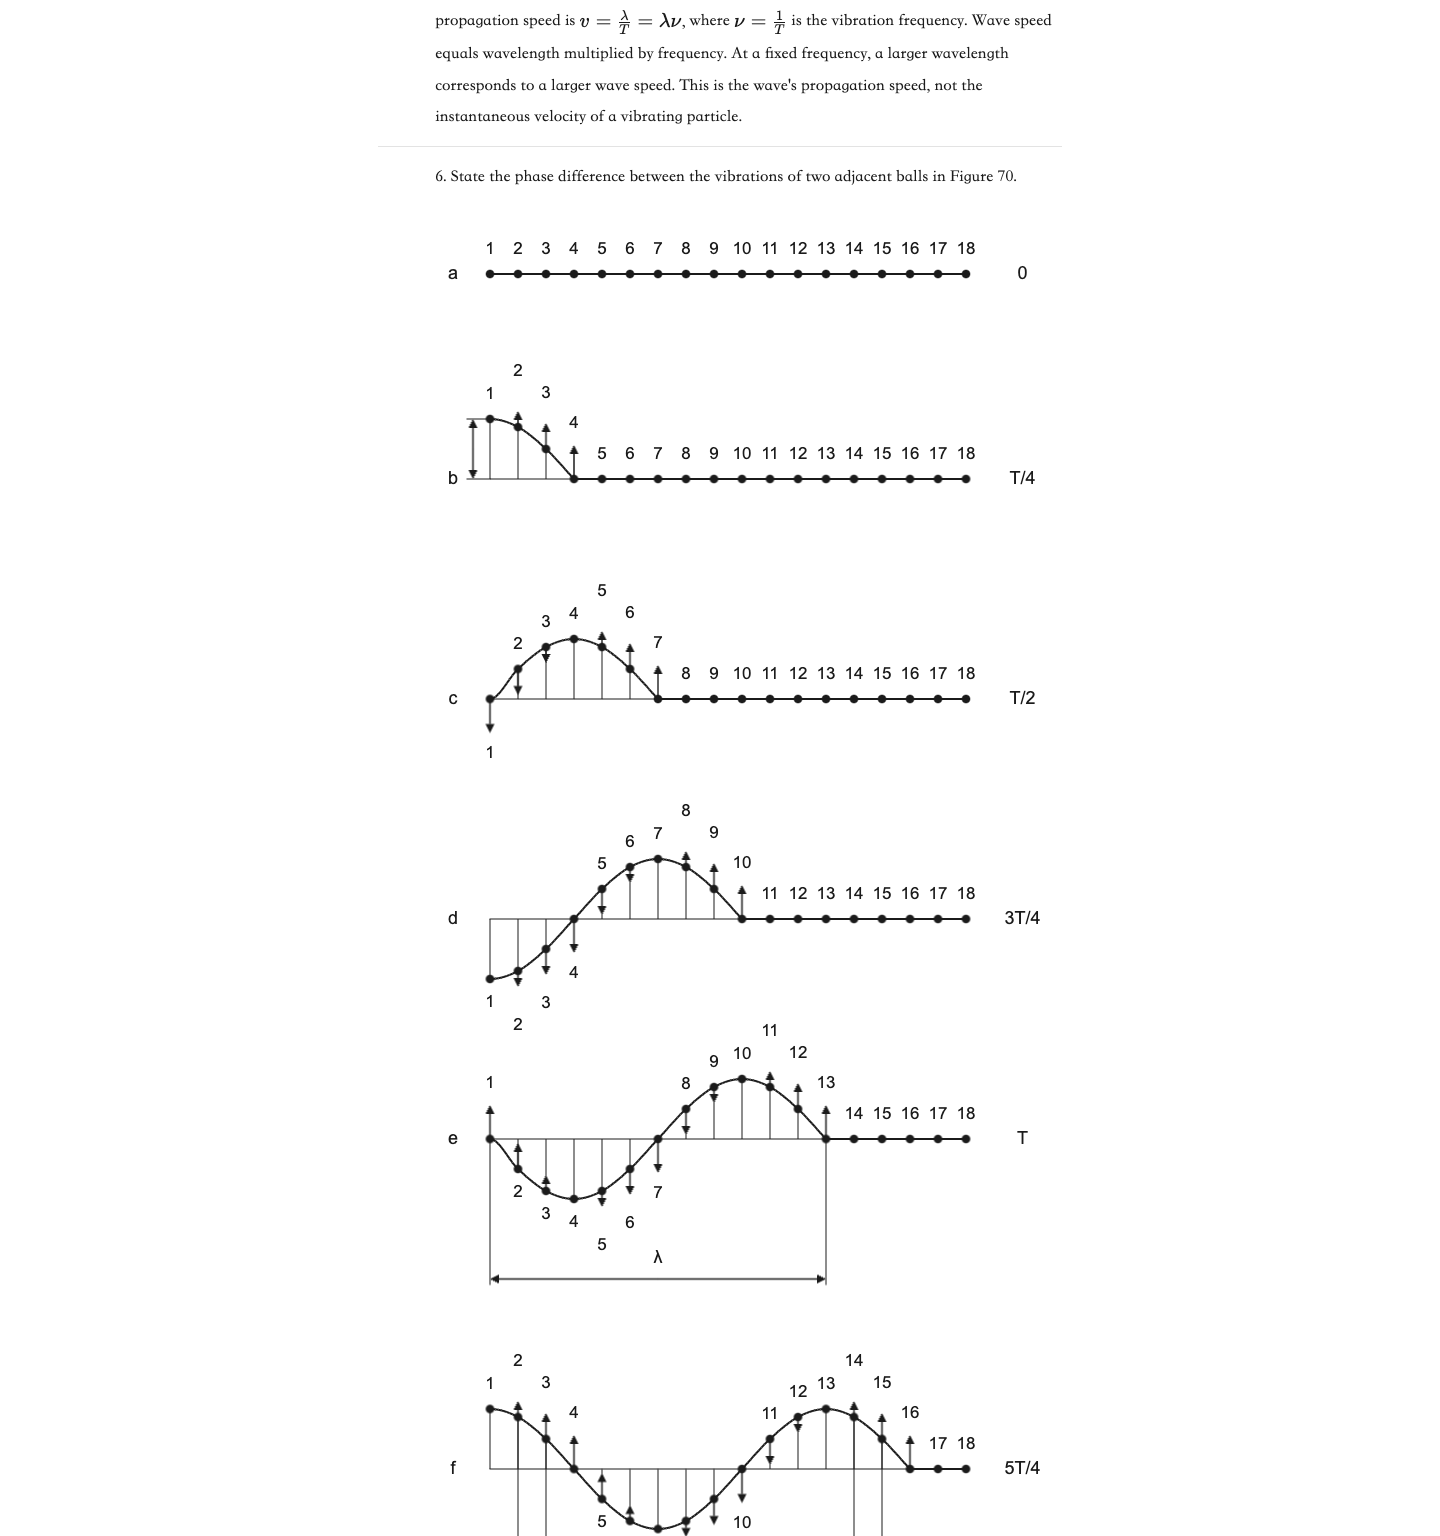 propagation speed is v = λ/T = λν, where ν = 1/T is the vibration frequency. Wave speed
equals wavelength multiplied by frequency. At a fixed frequency, a larger wavelength
corresponds to a larger wave speed. This is the wave's propagation speed, not the
instantaneous velocity of a vibrating particle.
6. State the phase difference between the vibrations of two adjacent balls in Figure 70.
1 2 3 4 5 6 7 8 9 10 11 12 13 14 15 16 17 18
a 0
2
1 3
4
5 6 7 8 9 10 11 12 13 14 15 16 17 18
b T/4
5
3 4 6
2 7
8 9 10 11 12 13 14 15 16 17 18
c T/2
1
8
6 7 9
5 10
11 12 13 14 15 16 17 18
d 3T/4
4
1 3
2
11
9 10 12
1 8 13
14 15 16 17 18
e T
2 7
3 4 6
5
λ
2 14
1 3 12 13 15
4 11 16
17 18
f 5T/4
5 10